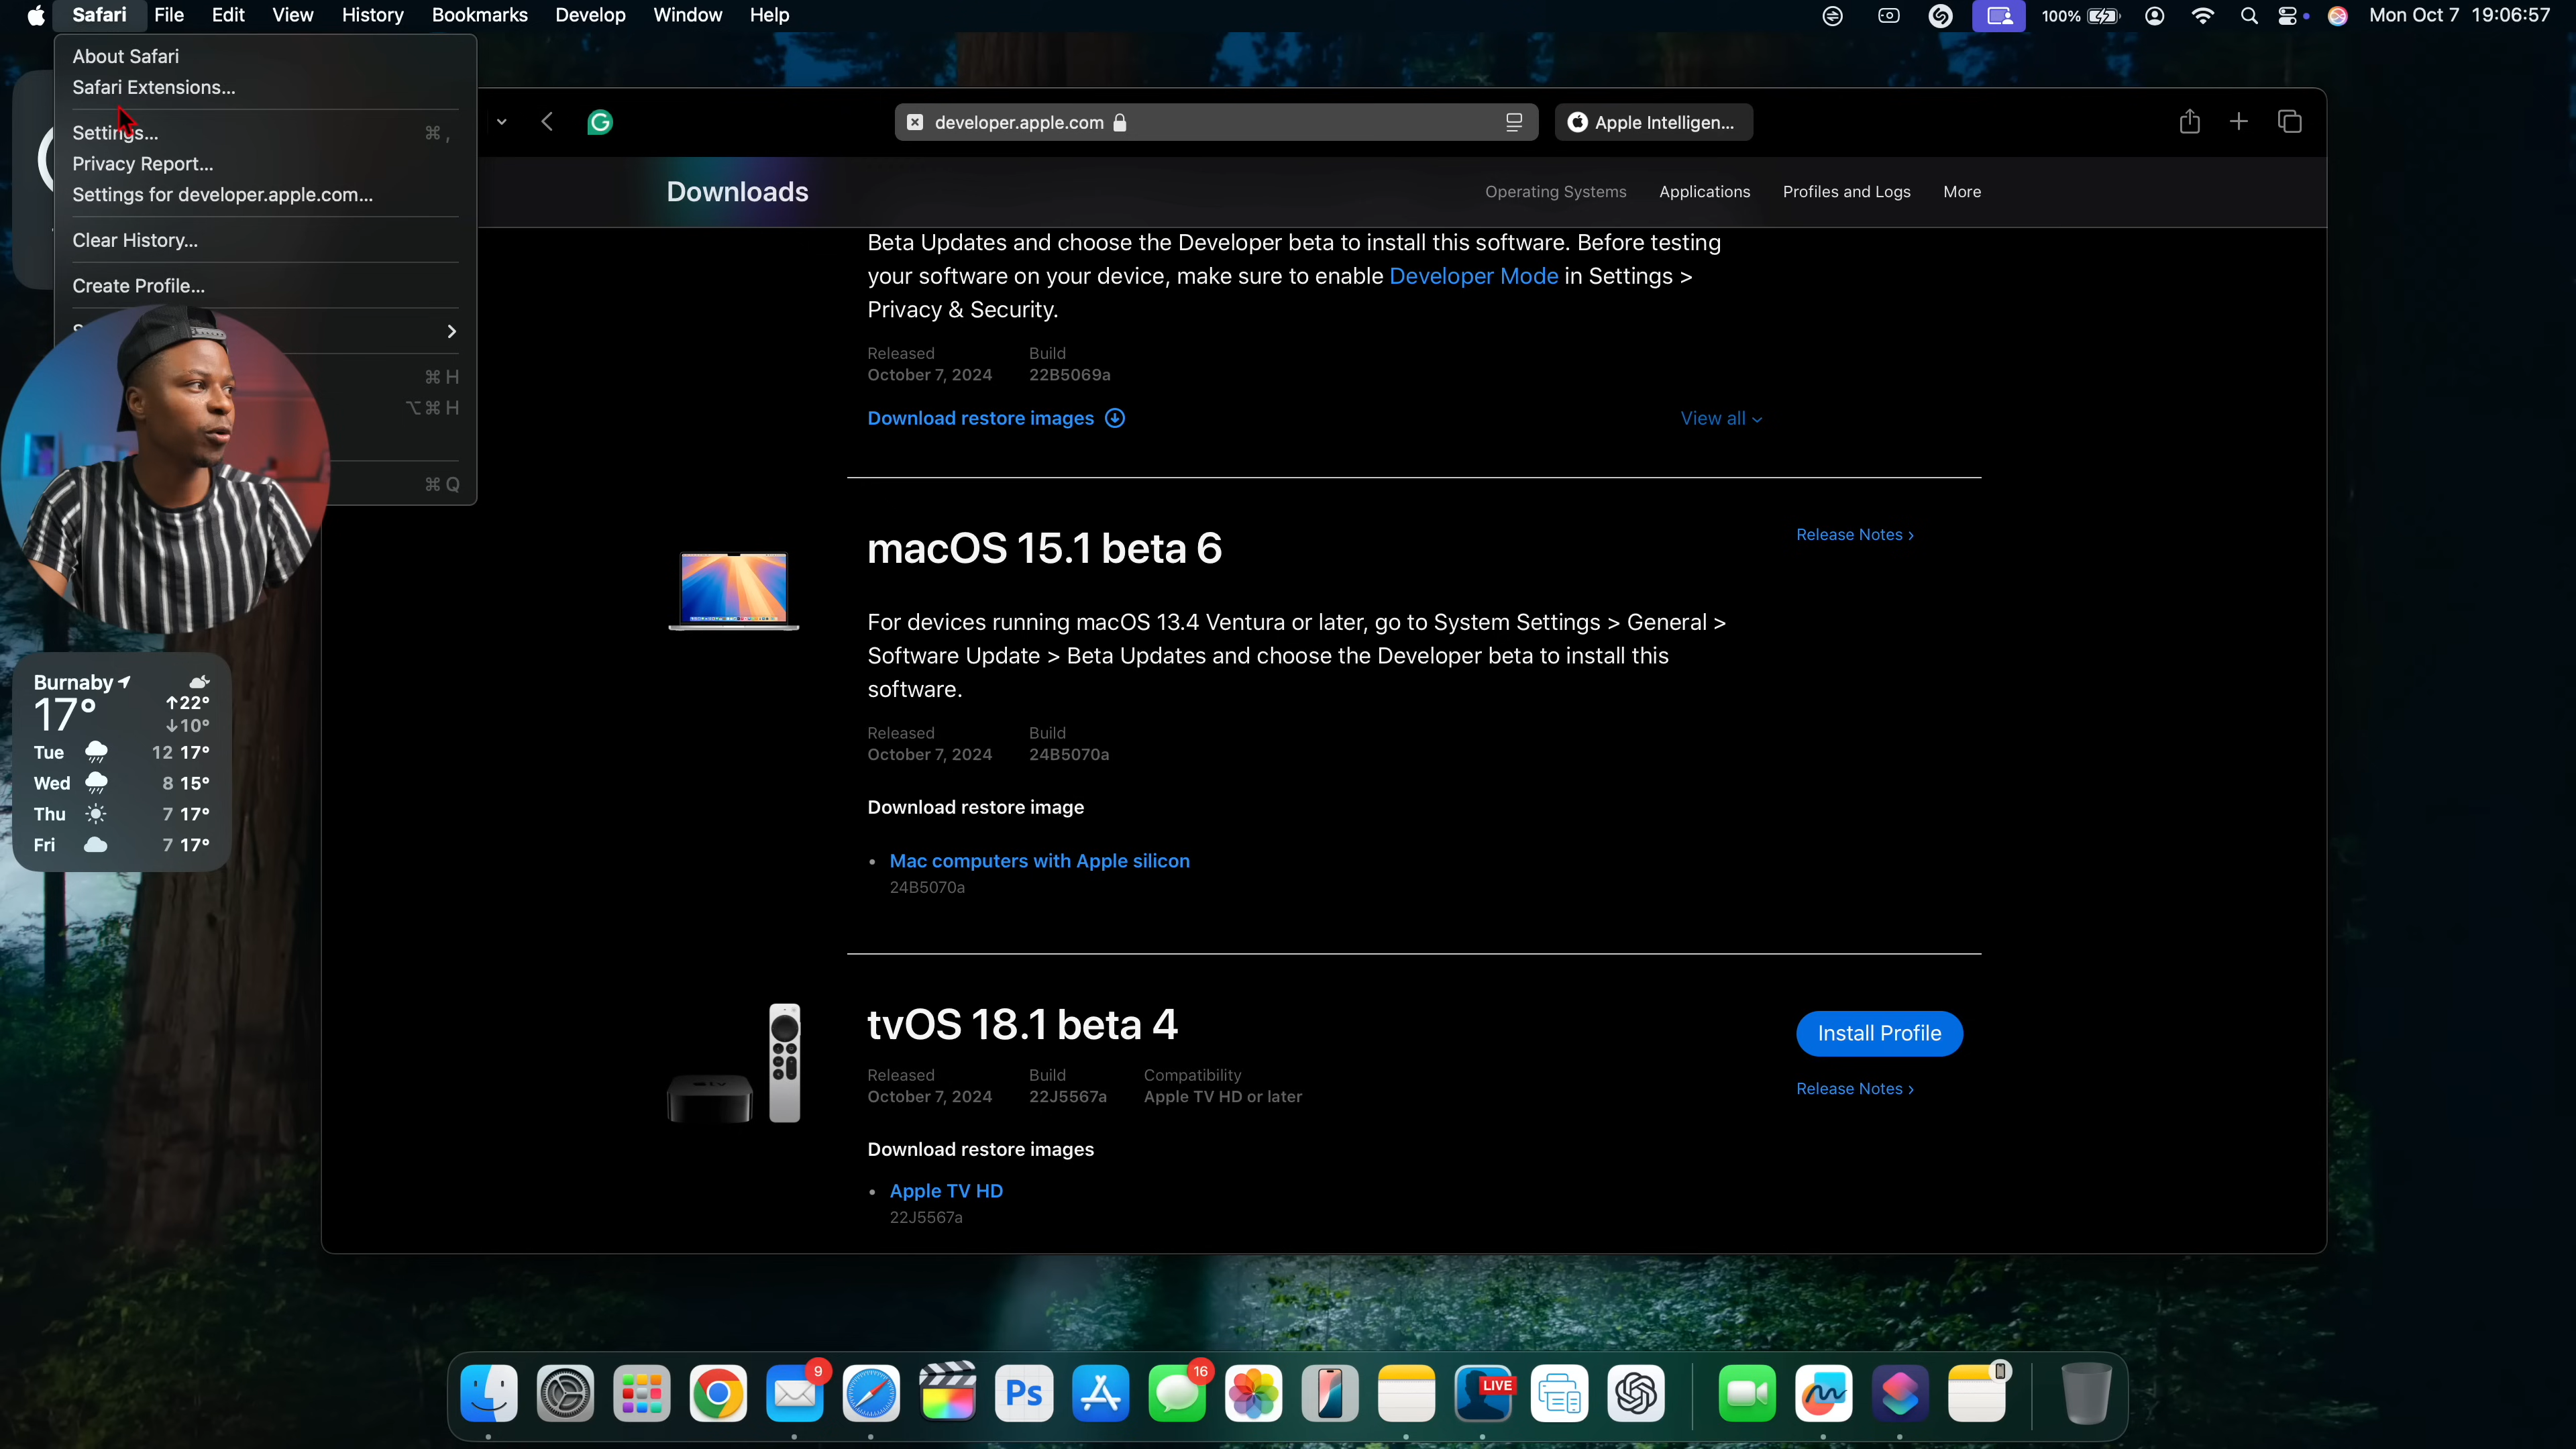 Safari File Edit View History Bookmarks Develop Window Help
100% Mon Oct 7 19:06:57
About Safari
Safari Extensions...
Settings... ⌘ ,
Privacy Report...
Settings for developer.apple.com...
Clear History...
Create Profile...
⌘ H
⌥ ⌘ H
⌘ Q
developer.apple.com
Apple Intelligen...
Downloads
Operating Systems Applications Profiles and Logs More
Beta Updates and choose the Developer beta to install this software. Before testing
your software on your device, make sure to enable Developer Mode in Settings >
Privacy & Security.
Released Build
October 7, 2024 22B5069a
Download restore images View all
macOS 15.1 beta 6
Release Notes >
For devices running macOS 13.4 Ventura or later, go to System Settings > General >
Software Update > Beta Updates and choose the Developer beta to install this
software.
Released Build
October 7, 2024 24B5070a
Download restore image
• Mac computers with Apple silicon
24B5070a
tvOS 18.1 beta 4
Install Profile
Released Build Compatibility
October 7, 2024 22J5567a Apple TV HD or later
Release Notes >
Download restore images
• Apple TV HD
22J5567a
Burnaby
17° ↑22°
↓10°
Tue 12 17°
Wed 8 15°
Thu 7 17°
Fri 7 17°
9
Ps
16
LIVE